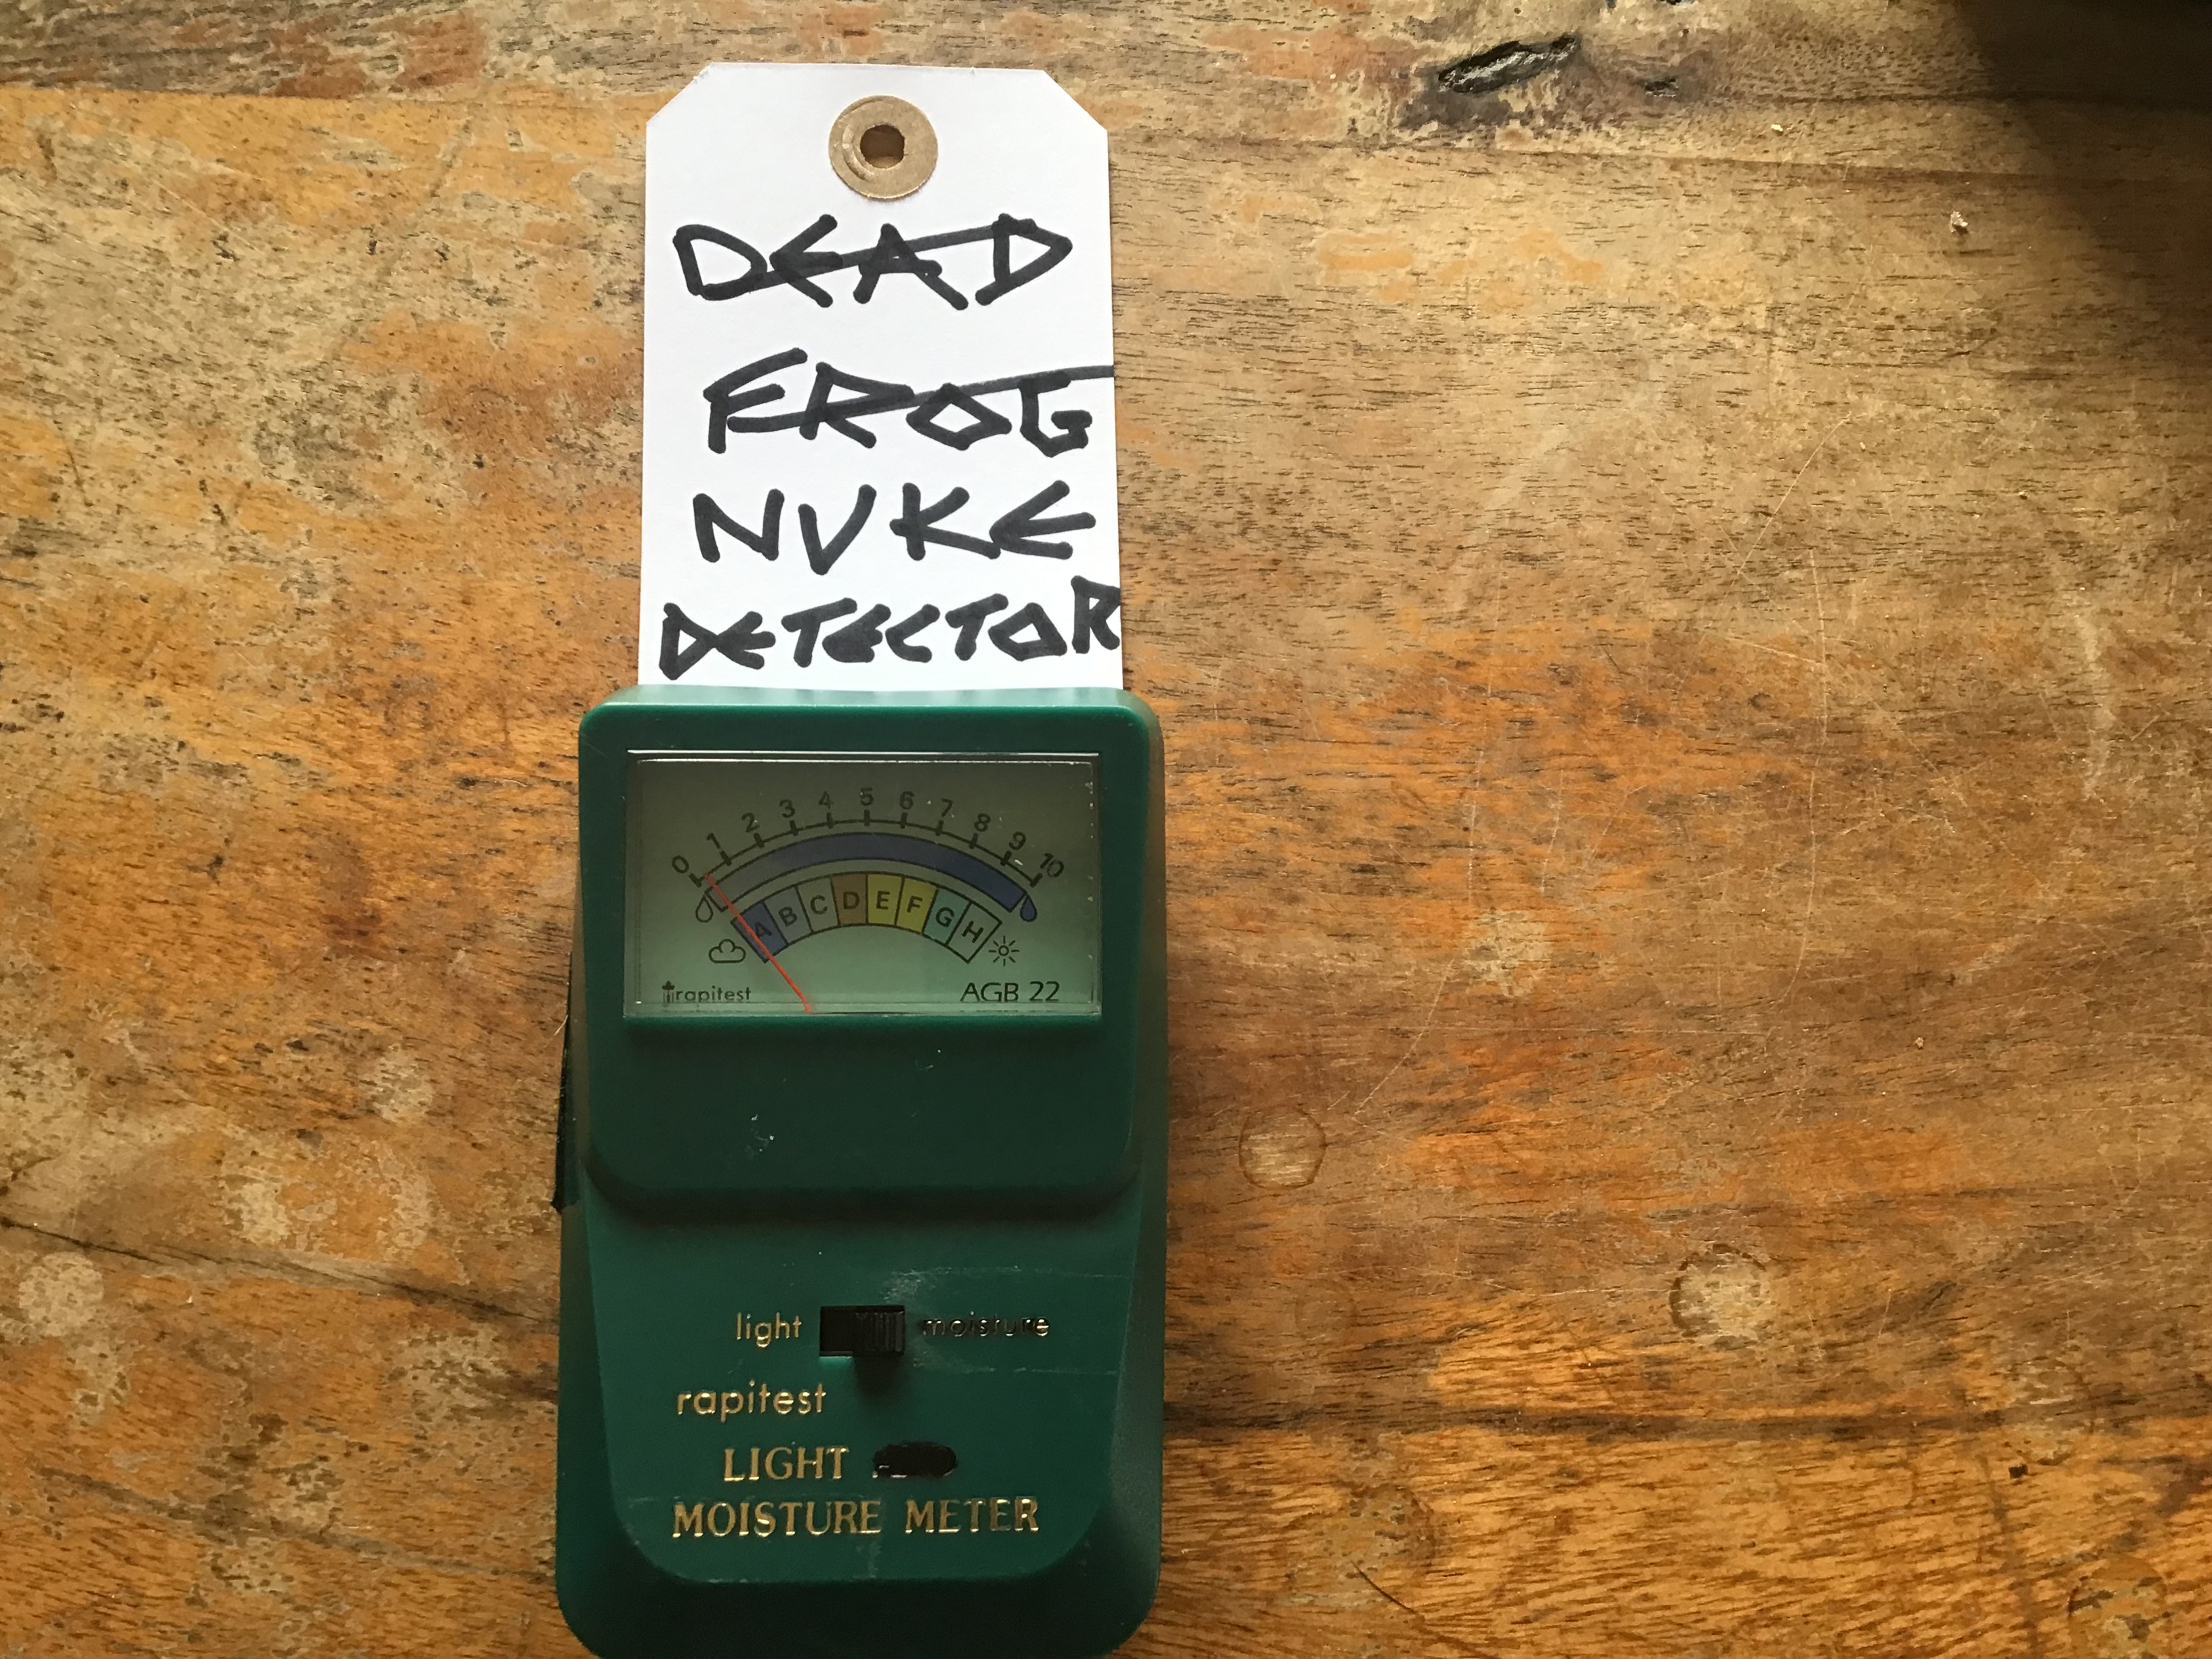 DEAD
FROG
NUKE
DETECTOR
0 1 2 3 4 5 6 7 8 9 10
A B C D E F G H
rapitest AGB 22
light moisture
rapitest
LIGHT
MOISTURE METER